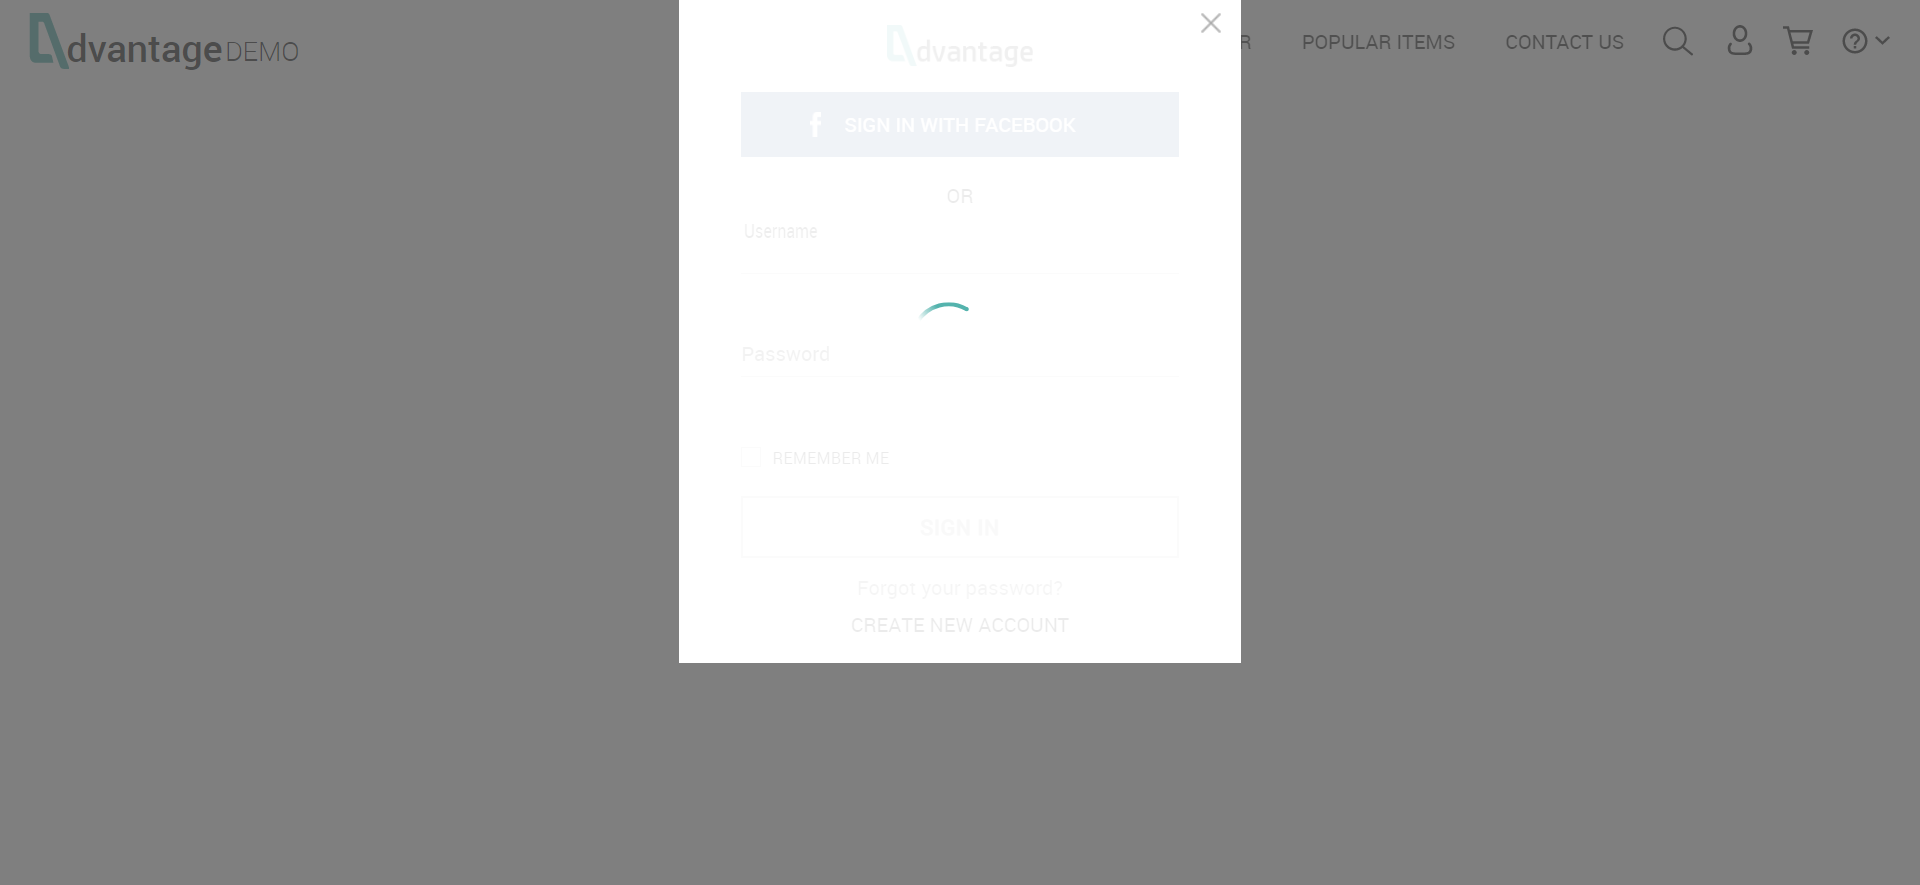 dvantage DEMO
R
POPULAR ITEMS
CONTACT US
dvantage
SIGN IN WITH FACEBOOK
OR
Username
Password
REMEMBER ME
SIGN IN
Forgot your password?
CREATE NEW ACCOUNT